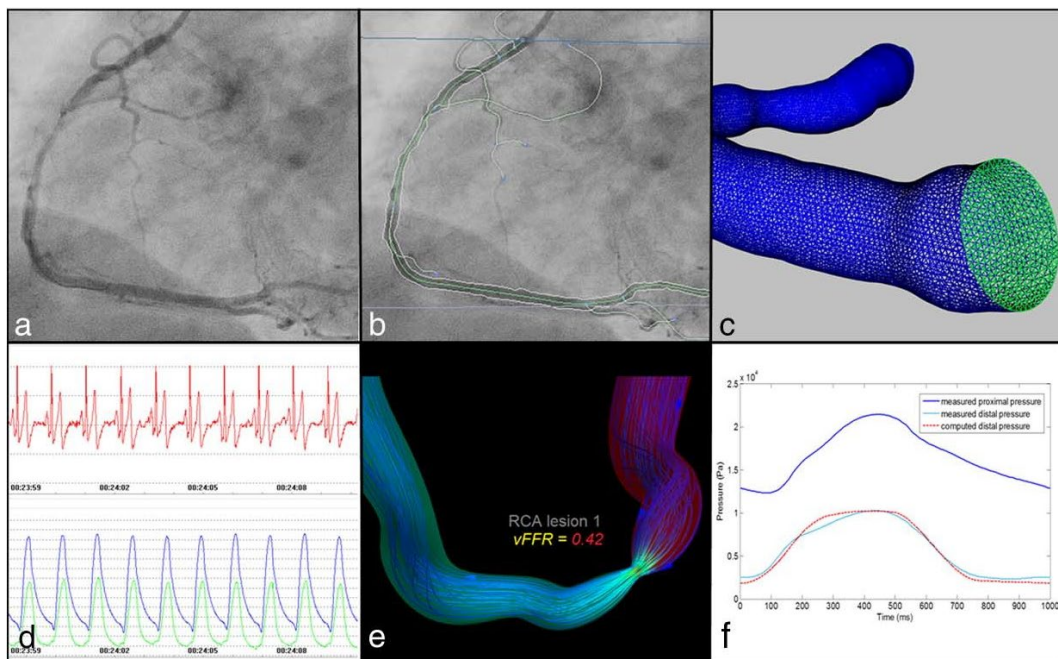 a
b
c
00:23:59
00:24:02
00:24:05
00:24:08
00:23:59
00:24:02
00:24:05
00:24:08
d
RCA lesion 1
vFFR = 0.42
e
x 10⁴
2.5
2.0
1.5
1.0
0.5
0
Pressure (Pa)
measured proximal pressure
measured distal pressure
computed distal pressure
0 100 200 300 400 500 600 700 800 900 1000
Time (ms)
f